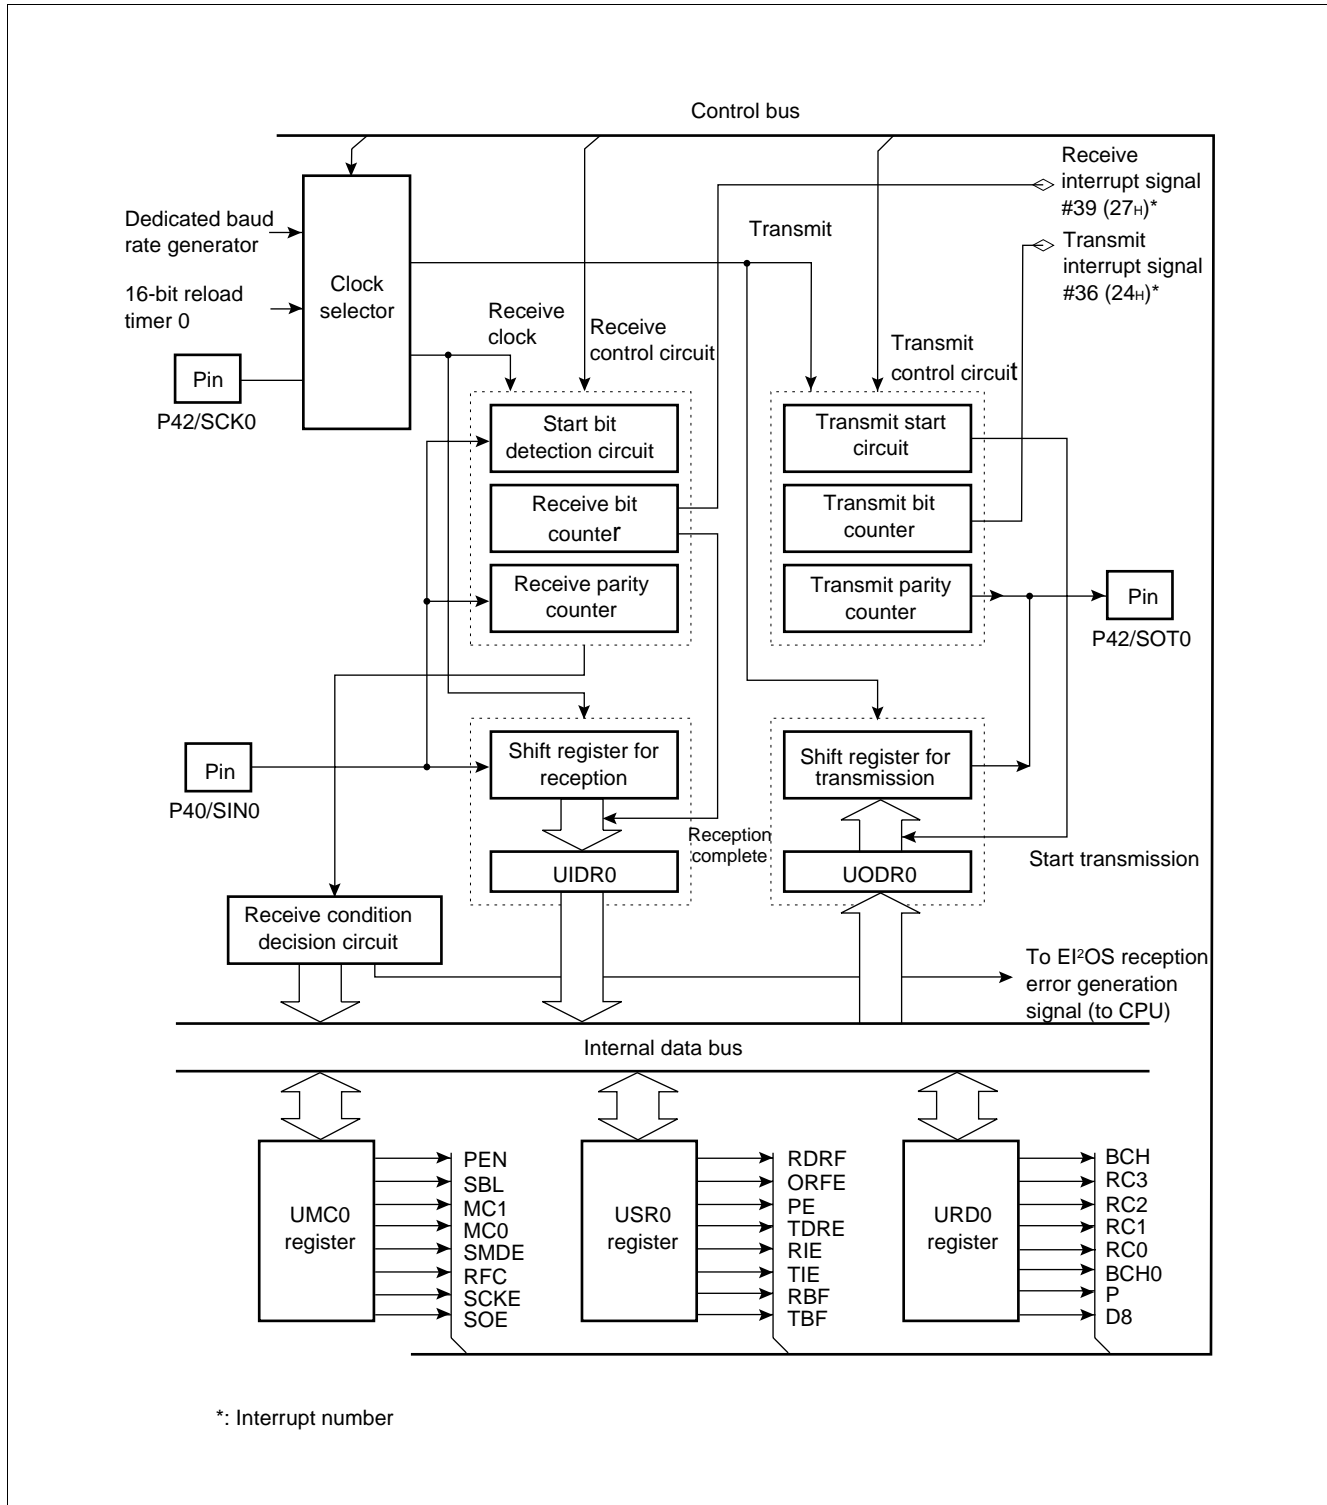 Control bus
Receive
interrupt signal
#39 (27H)*
Transmit
interrupt signal
#36 (24H)*
Dedicated baud
rate generator
16-bit reload
timer 0
Clock
selector
Transmit
Receive
clock
Receive
control circuit
Transmit
control circuit
Pin
P42/SCK0
Start bit
detection circuit
Receive bit
counter
Receive parity
counter
Transmit start
circuit
Transmit bit
counter
Transmit parity
counter
Pin
P42/SOT0
Pin
P40/SIN0
Shift register for
reception
Shift register for
transmission
Reception
complete
Start transmission
UIDR0
UODR0
Receive condition
decision circuit
To EI²OS reception
error generation
signal (to CPU)
Internal data bus
UMC0
register
PEN
SBL
MC1
MC0
SMDE
RFC
SCKE
SOE
USR0
register
RDRF
ORFE
PE
TDRE
RIE
TIE
RBF
TBF
URD0
register
BCH
RC3
RC2
RC1
RC0
BCH0
P
D8
*: Interrupt number